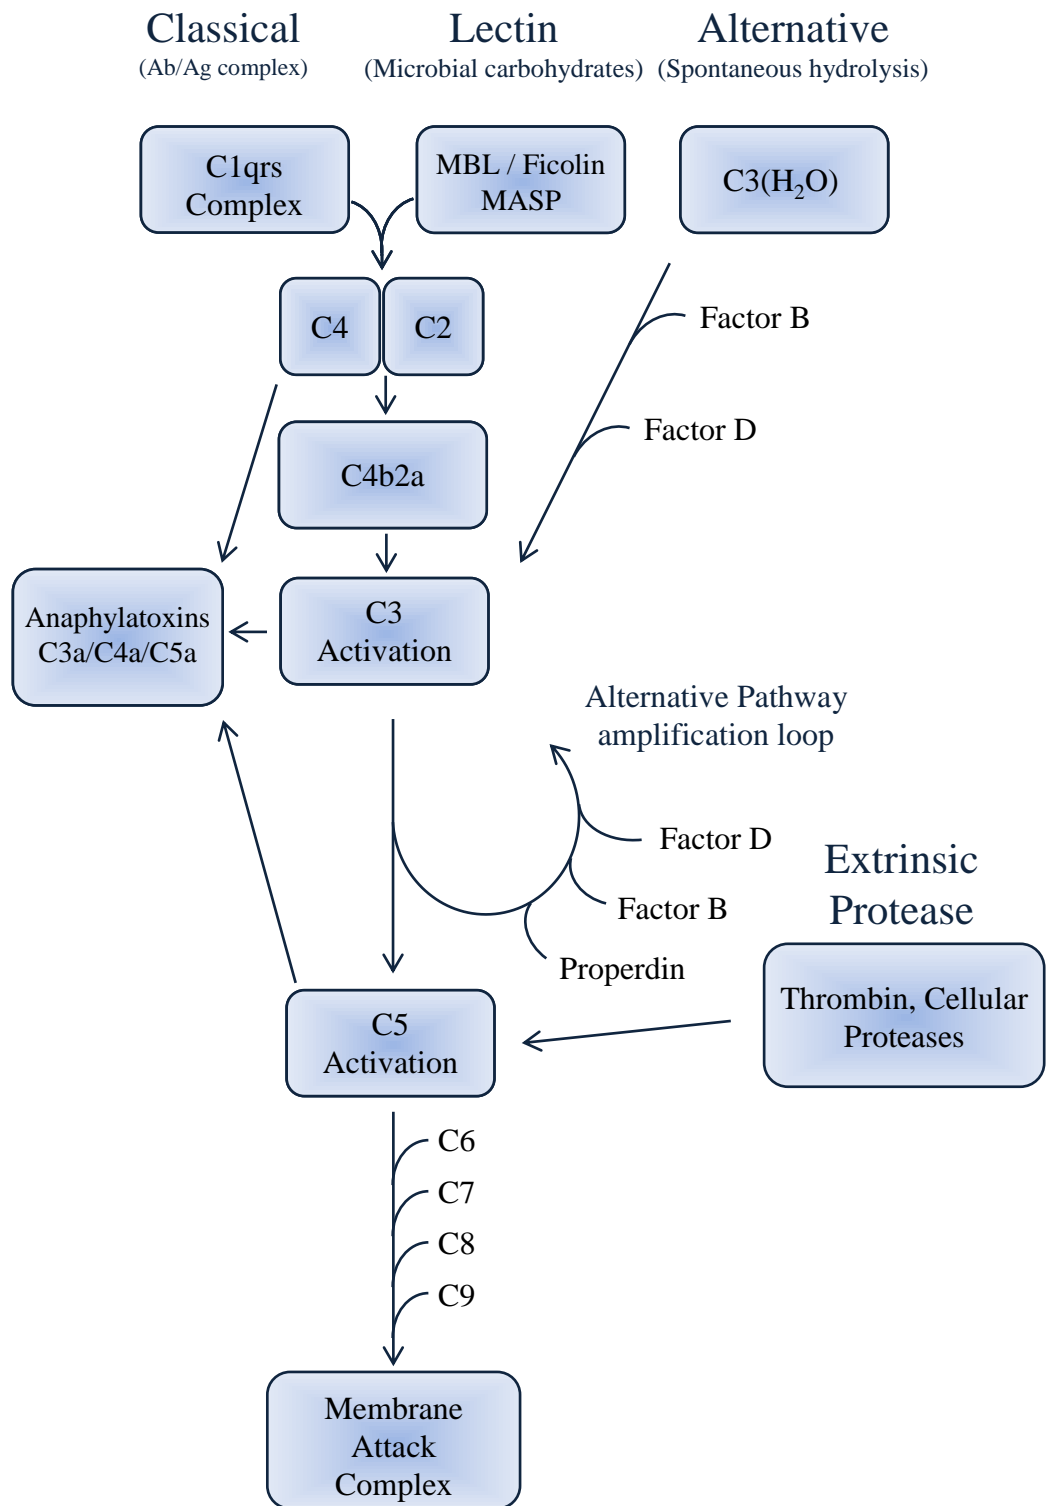 Classical
(Ab/Ag complex)
Lectin
(Microbial carbohydrates)
Alternative
(Spontaneous hydrolysis)
C1qrs
Complex
MBL / Ficolin
MASP
C3(H₂O)
C4
C2
Factor B
Factor D
C4b2a
Anaphylatoxins
C3a/C4a/C5a
C3
Activation
Alternative Pathway
amplification loop
Factor D
Factor B
Properdin
Extrinsic
Protease
Thrombin, Cellular
Proteases
C5
Activation
C6
C7
C8
C9
Membrane
Attack
Complex